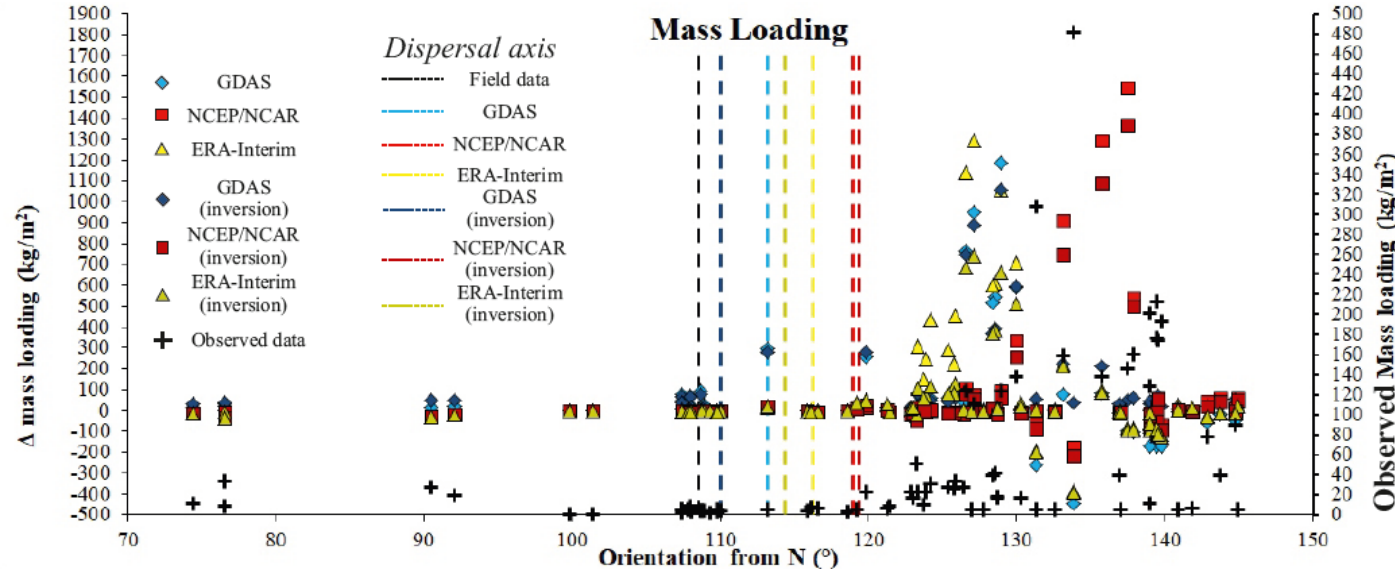 Mass Loading
Dispersal axis
GDAS
NCEP/NCAR
ERA-Interim
GDAS
(inversion)
NCEP/NCAR
(inversion)
ERA-Interim
(inversion)
Observed data
Field data
GDAS
NCEP/NCAR
ERA-Interim
GDAS
(inversion)
NCEP/NCAR
(inversion)
ERA-Interim
(inversion)
Δ mass loading (kg/m²)
1900
1800
1700
1600
1500
1400
1300
1200
1100
1000
900
800
700
600
500
400
300
200
100
0
-100
-200
-300
-400
-500
500
480
460
440
420
400
380
360
340
320
300
280
260
240
220
200
180
160
140
120
100
80
60
40
20
0
Observed Mass loading (kg/m²)
70 80 90 100 110 120 130 140 150
Orientation from N (°)